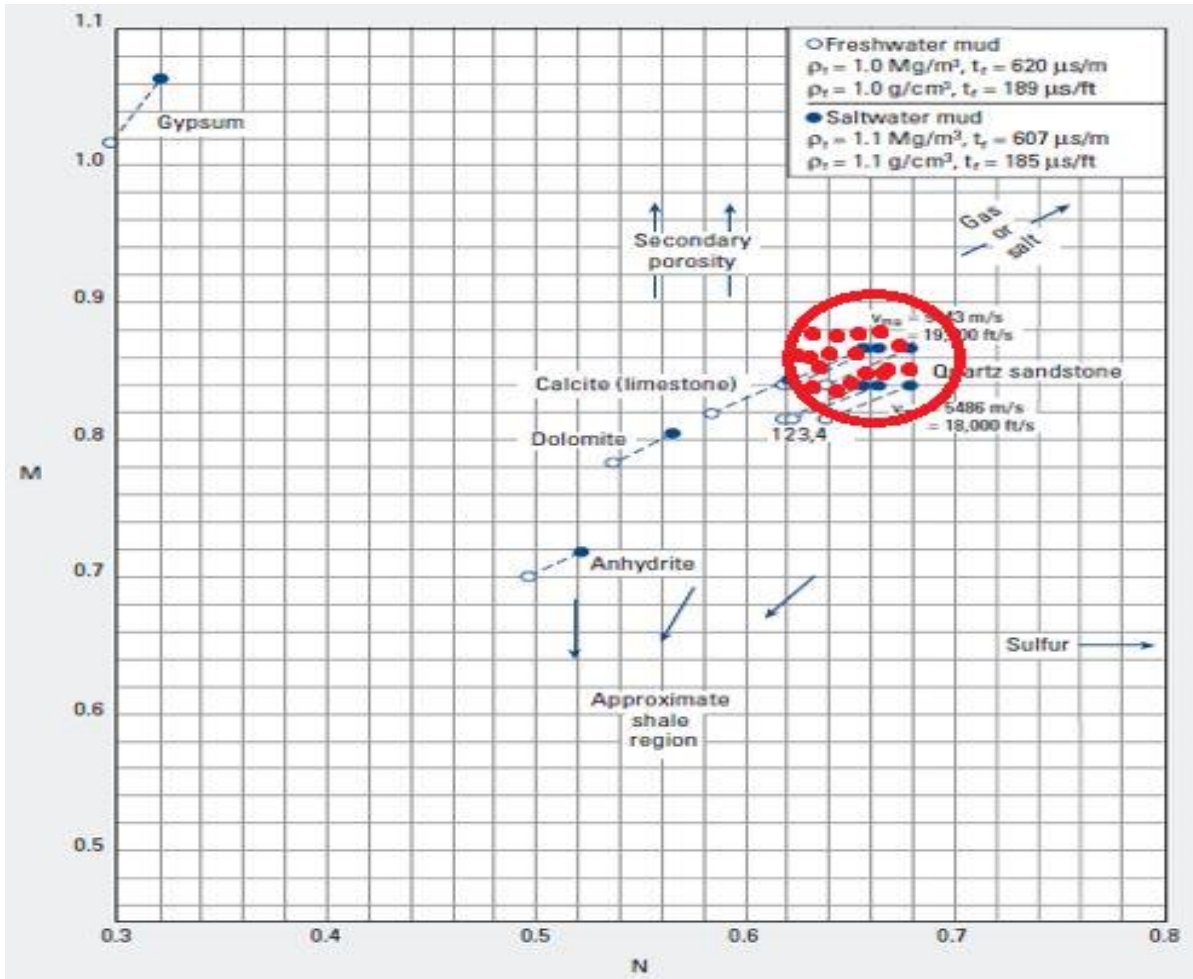 1.1
1.0
0.9
0.8
0.7
0.6
0.5
M
0.3
0.4
0.5
0.6
0.7
0.8
N
Freshwater mud
ρf = 1.0 Mg/m³, tf = 620 μs/m
ρf = 1.0 g/cm³, tf = 189 μs/ft
Saltwater mud
ρf = 1.1 Mg/m³, tf = 607 μs/m
ρf = 1.1 g/cm³, tf = 185 μs/ft
Gypsum
Secondary
porosity
Gas
or
salt
vma =
m/s
ft/s
Calcite (limestone)
Quartz sandstone
5486 m/s
= 18,000 ft/s
Dolomite
123,4
Anhydrite
Sulfur
Approximate
shale
region